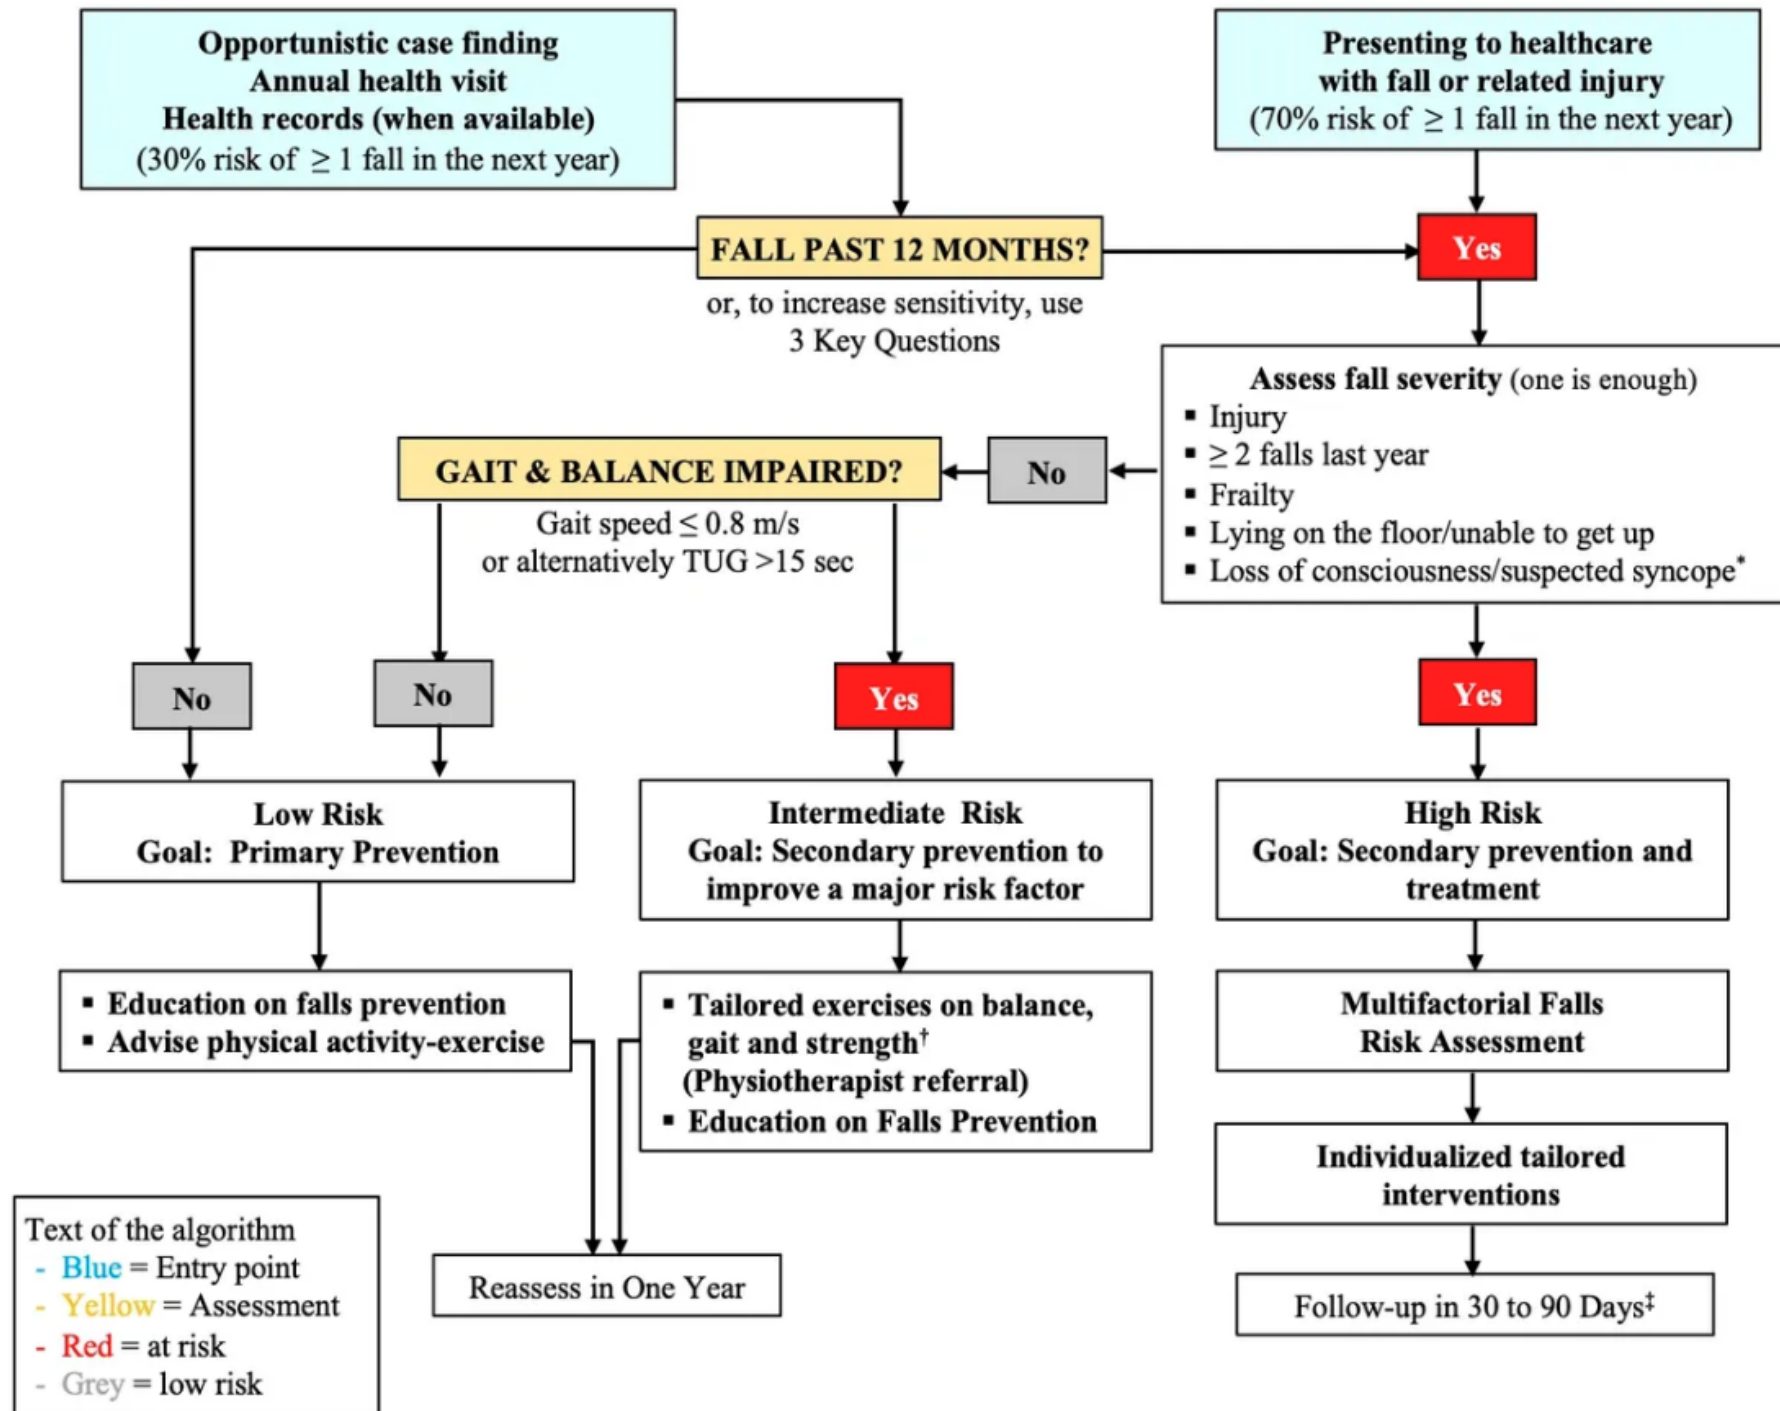 Opportunistic case finding
Annual health visit
Health records (when available)
(30% risk of ≥ 1 fall in the next year)
Presenting to healthcare
with fall or related injury
(70% risk of ≥ 1 fall in the next year)
FALL PAST 12 MONTHS?
or, to increase sensitivity, use
3 Key Questions
Yes
Assess fall severity (one is enough)
▪ Injury
▪ ≥ 2 falls last year
▪ Frailty
▪ Lying on the floor/unable to get up
▪ Loss of consciousness/suspected syncope*
No
GAIT & BALANCE IMPAIRED?
Gait speed ≤ 0.8 m/s
or alternatively TUG >15 sec
No
No
Yes
Yes
Low Risk
Goal: Primary Prevention
Intermediate Risk
Goal: Secondary prevention to
improve a major risk factor
High Risk
Goal: Secondary prevention and
treatment
▪ Education on falls prevention
▪ Advise physical activity-exercise
▪ Tailored exercises on balance,
gait and strength†
(Physiotherapist referral)
▪ Education on Falls Prevention
Multifactorial Falls
Risk Assessment
Individualized tailored
interventions
Reassess in One Year
Follow-up in 30 to 90 Days‡
Text of the algorithm
- Blue = Entry point
- Yellow = Assessment
- Red = at risk
- Grey = low risk